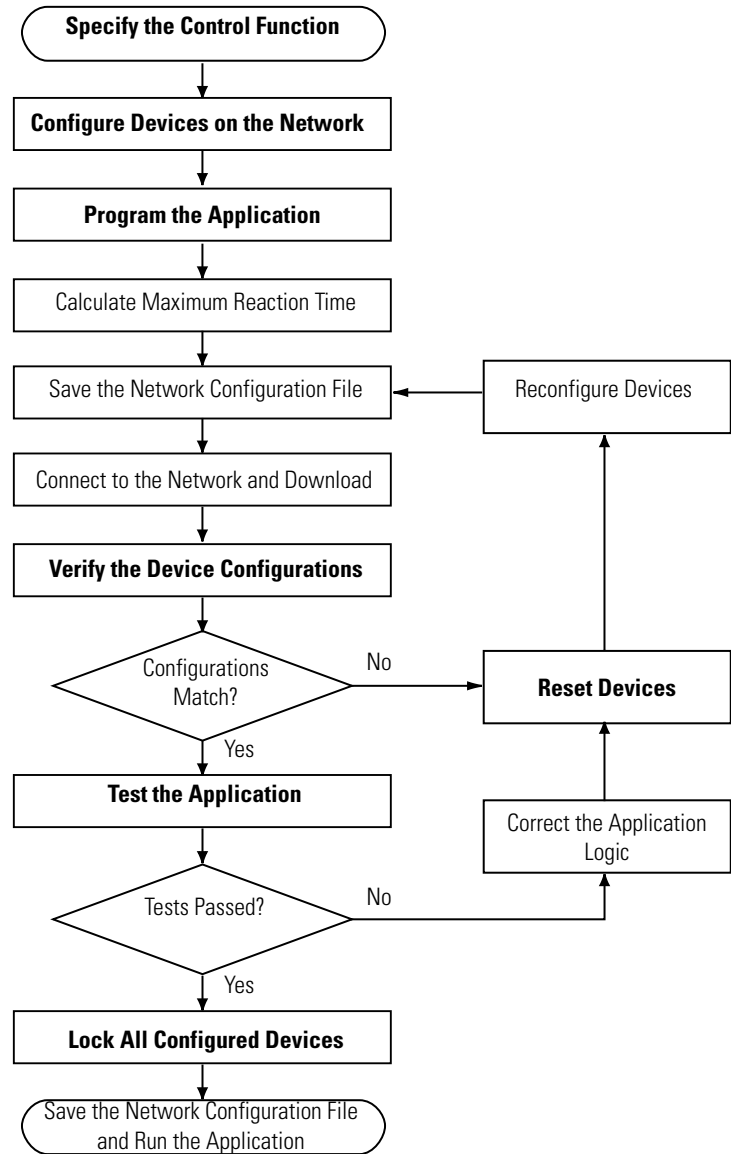 Specify the Control Function
Configure Devices on the Network
Program the Application
Calculate Maximum Reaction Time
Save the Network Configuration File
Reconfigure Devices
Connect to the Network and Download
Verify the Device Configurations
Configurations
Match?
No
Reset Devices
Yes
Test the Application
Correct the Application
Logic
Tests Passed?
No
Yes
Lock All Configured Devices
Save the Network Configuration File
and Run the Application